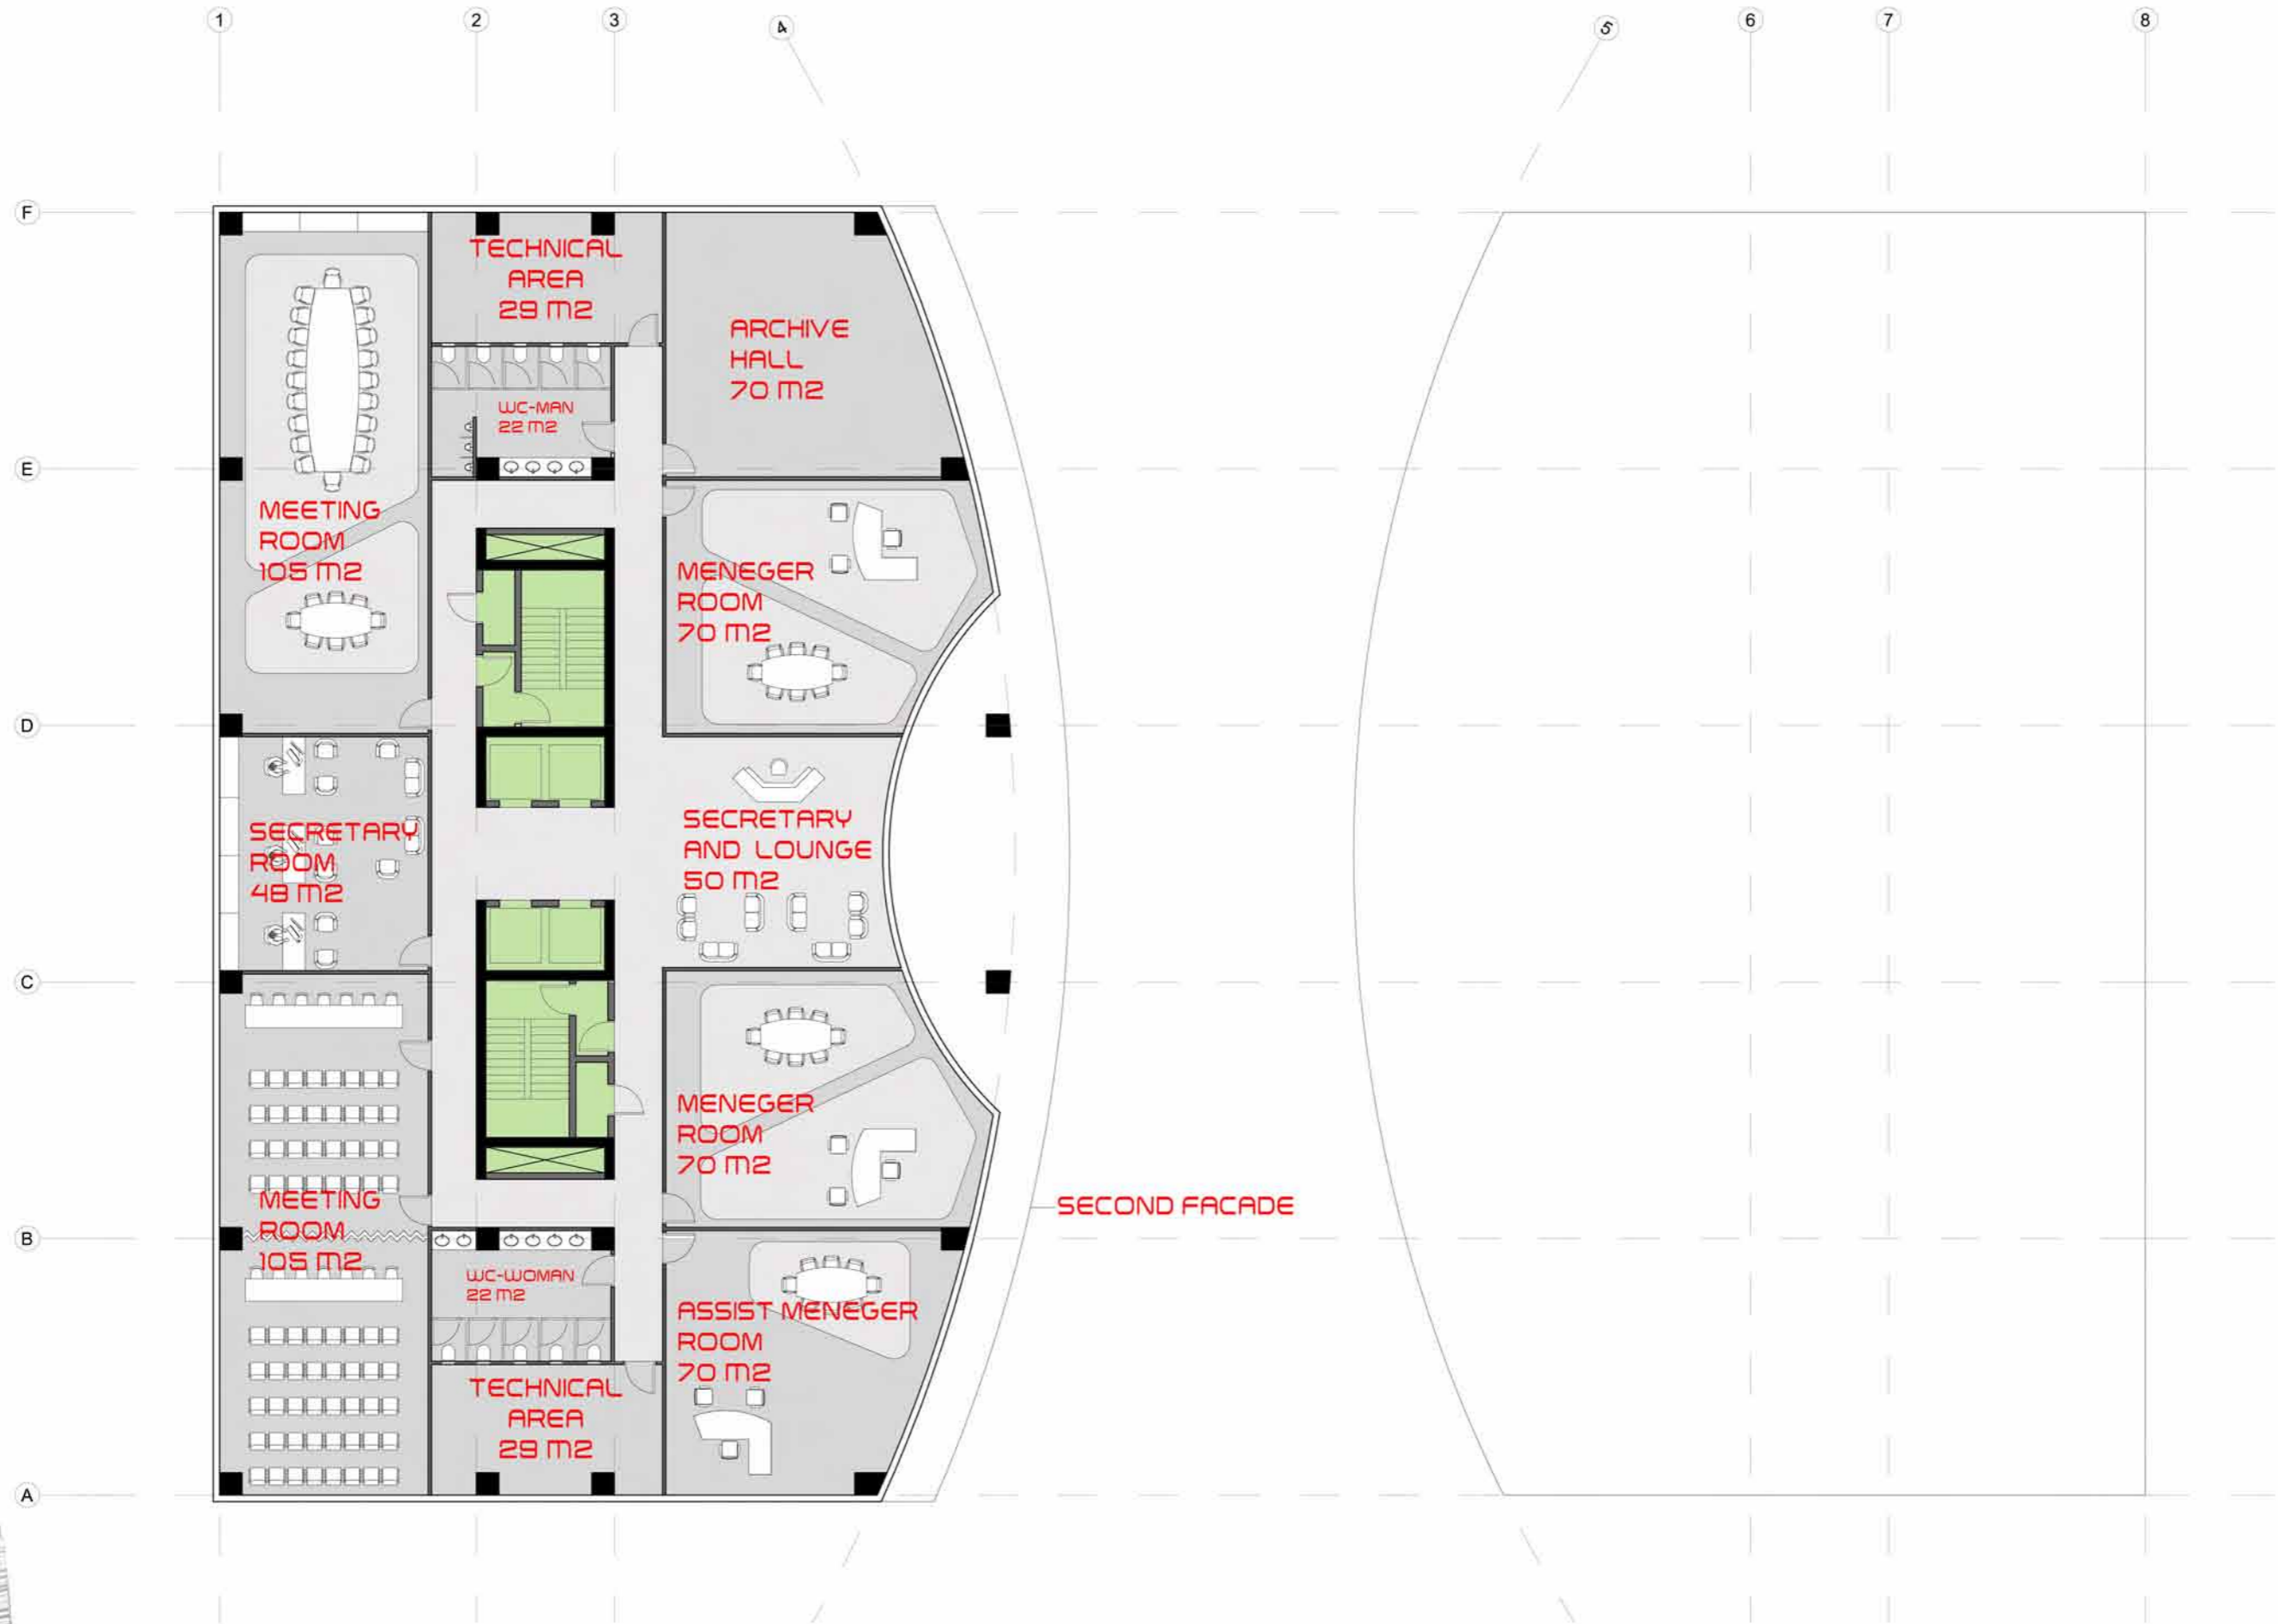 1
2
3
4
5
6
7
8
F
E
D
C
B
A
TECHNICAL
AREA
29 m2
ARCHIVE
HALL
70 m2
WC-MAN
22 m2
MEETING
ROOM
105 m2
MENEGER
ROOM
70 m2
SECRETARY
ROOM
48 m2
SECRETARY
AND LOUNGE
50 m2
MENEGER
ROOM
70 m2
MEETING
ROOM
105 m2
SECOND FACADE
WC-WOMAN
22 m2
ASSIST MENEGER
ROOM
70 m2
TECHNICAL
AREA
29 m2